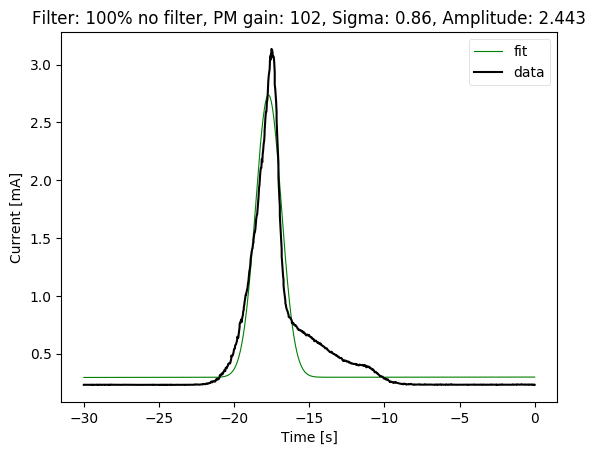 Filter: 100% no filter, PM gain: 102, Sigma: 0.86, Amplitude: 2.443
fit
data
3.0
2.5
2.0
1.5
1.0
0.5
Current [mA]
−30
−25
−20
−15
−10
−5
0
Time [s]